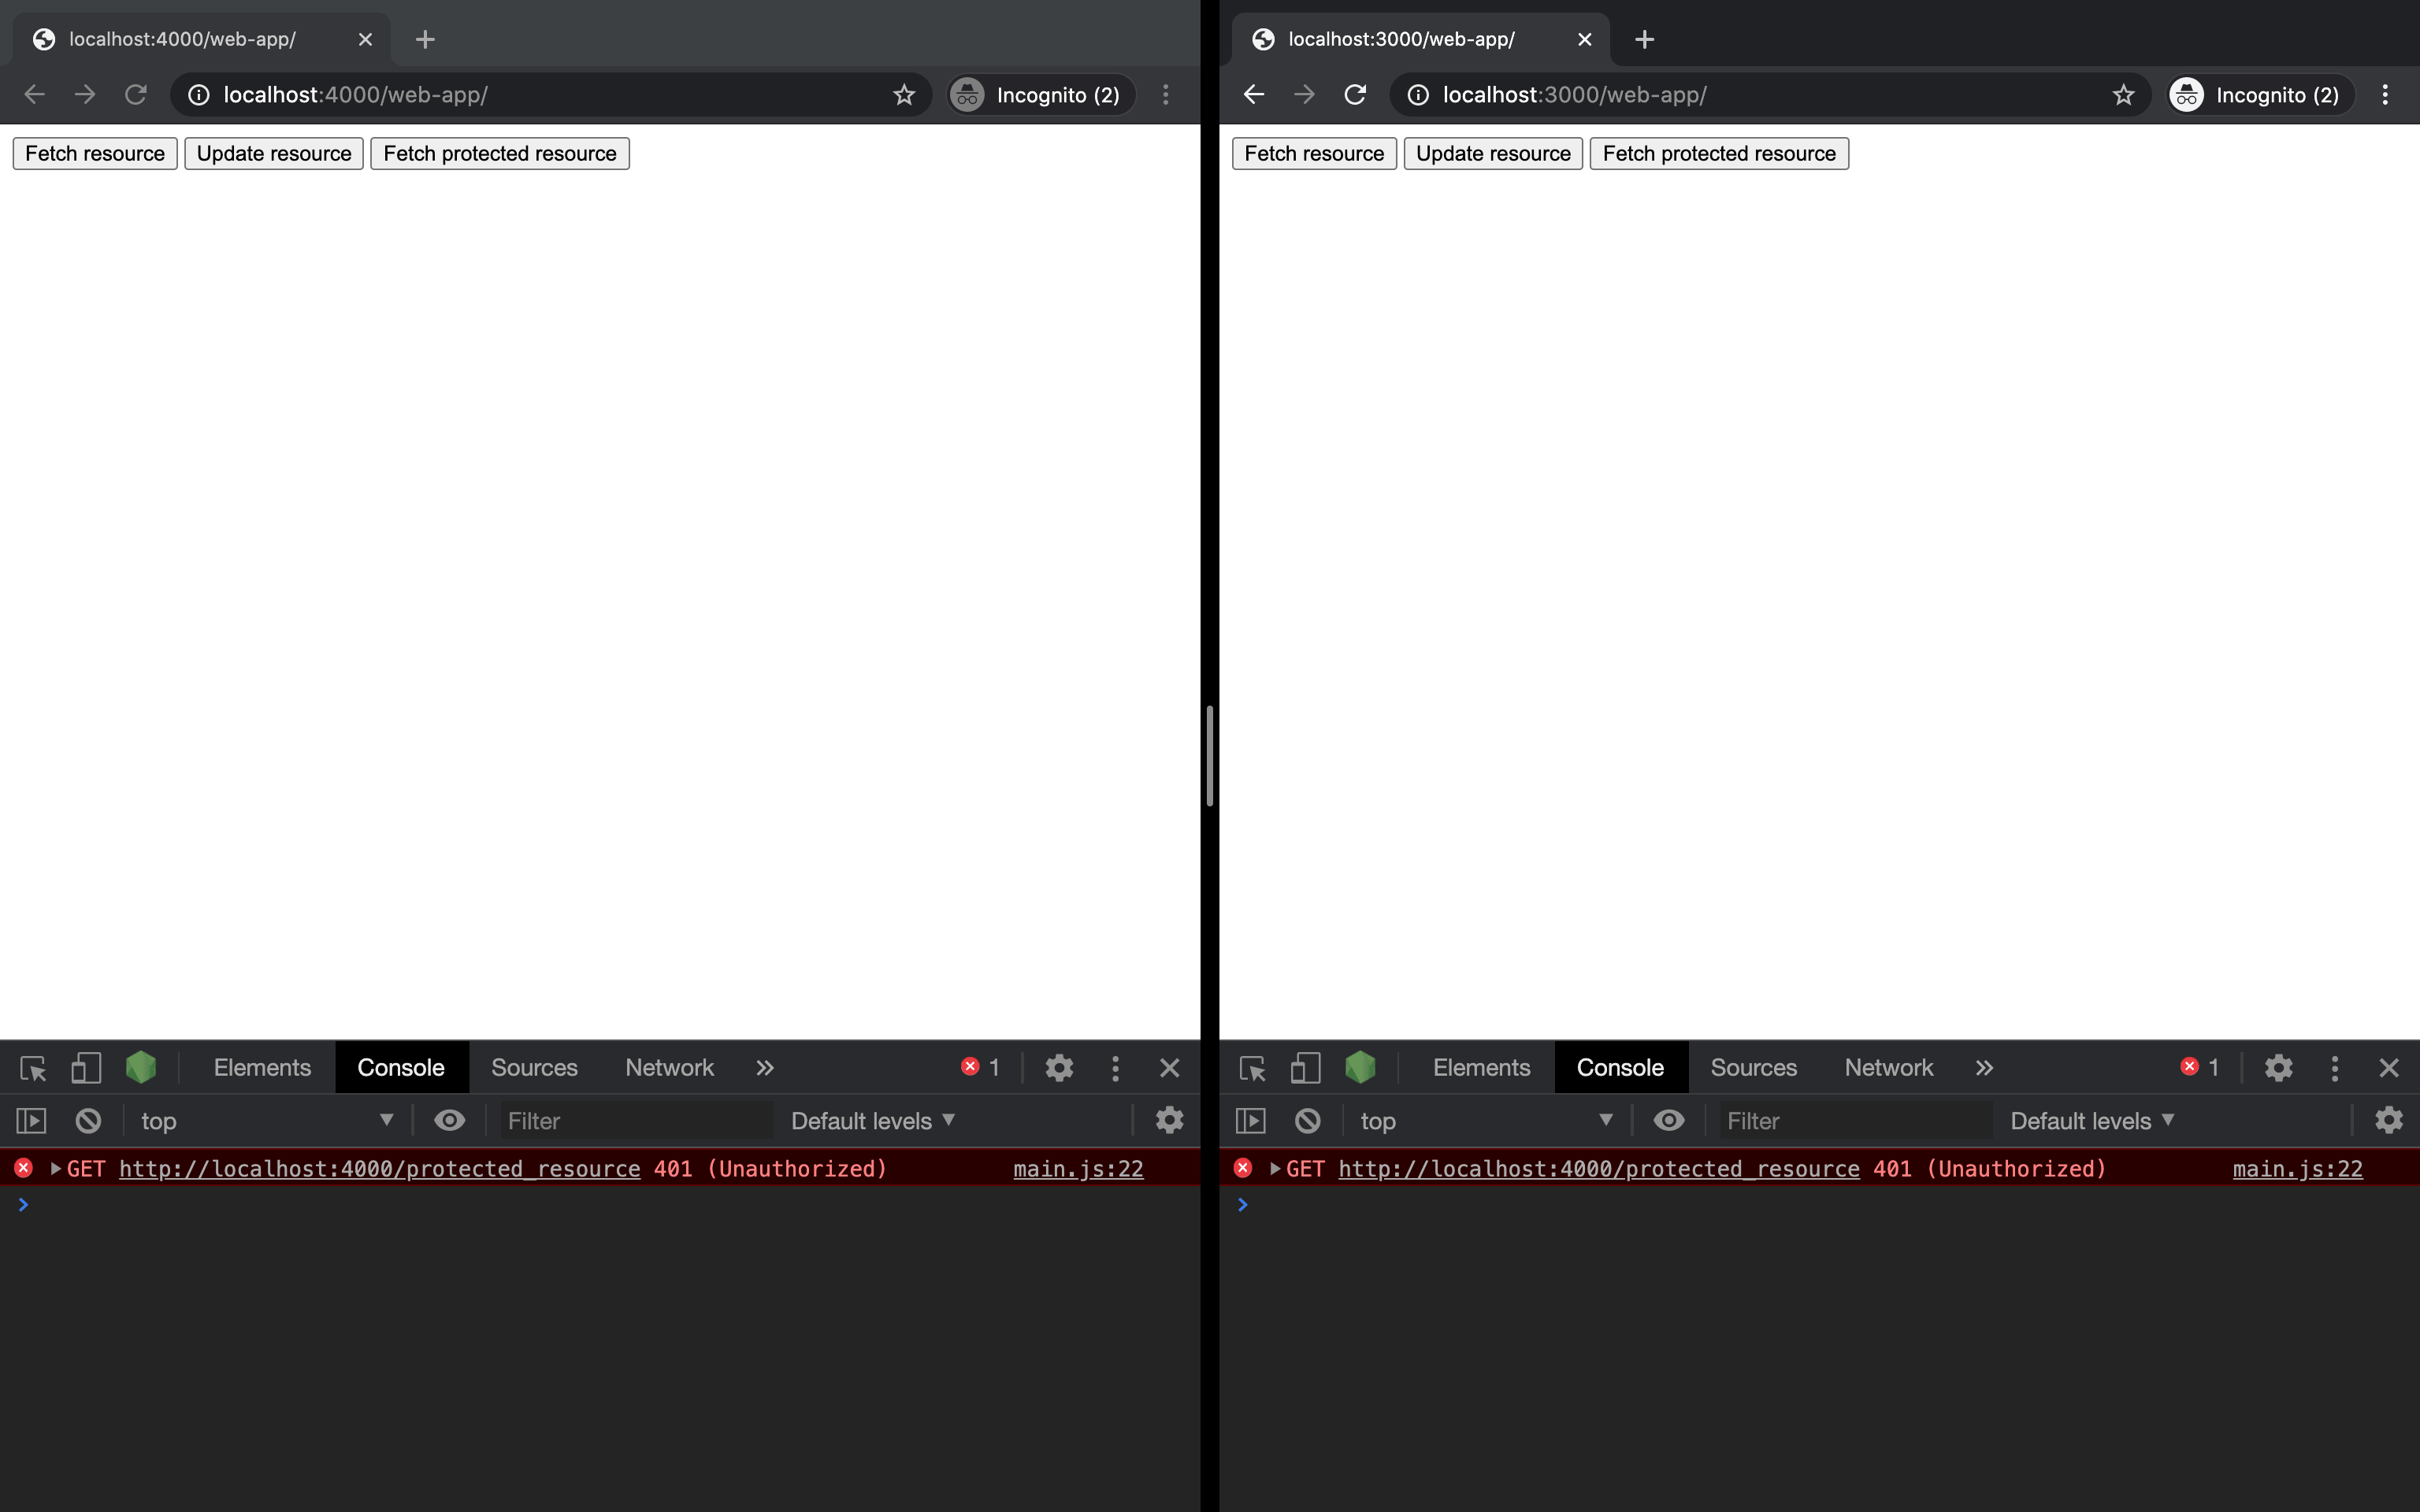 localhost:4000/web-app/
localhost:4000/web-app/
Incognito (2)
Fetch resource
Update resource
Fetch protected resource
Elements
Console
Sources
Network
1
top
Filter
Default levels
GET http://localhost:4000/protected_resource 401 (Unauthorized)
main.js:22
localhost:3000/web-app/
localhost:3000/web-app/
Incognito (2)
Fetch resource
Update resource
Fetch protected resource
Elements
Console
Sources
Network
1
top
Filter
Default levels
GET http://localhost:4000/protected_resource 401 (Unauthorized)
main.js:22